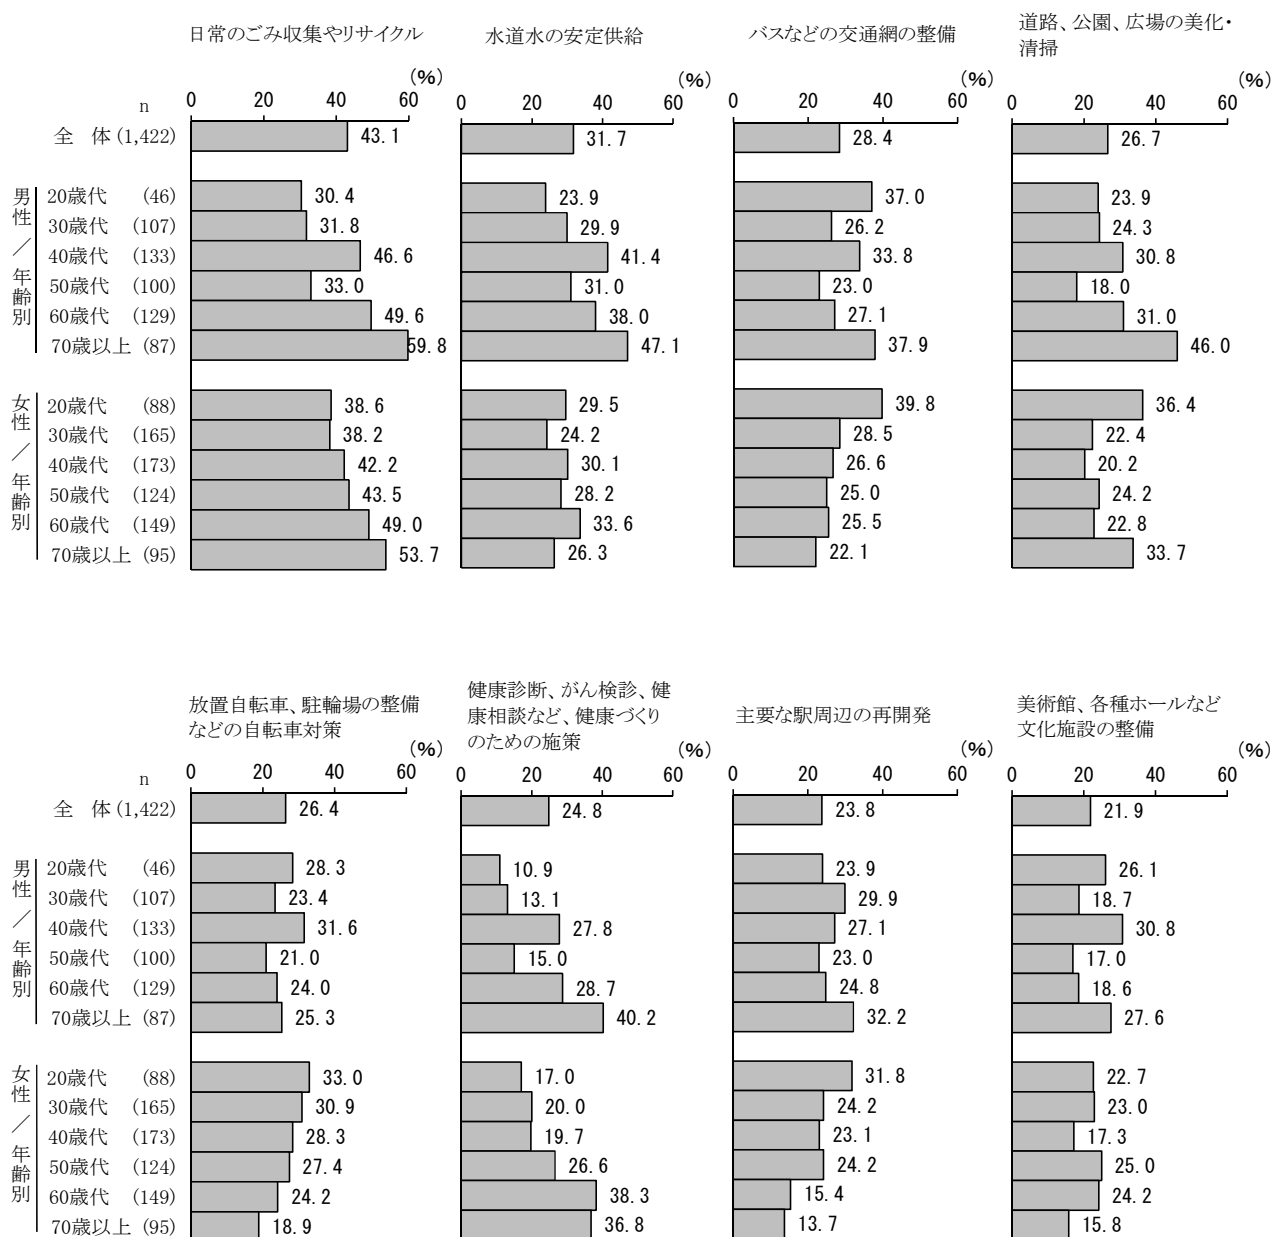 日常のごみ収集やリサイクル
(%)
0 20 40 60
n
全 体 (1,422) 43.1
男性／年齢別
20歳代 (46) 30.4
30歳代 (107) 31.8
40歳代 (133) 46.6
50歳代 (100) 33.0
60歳代 (129) 49.6
70歳以上 (87) 59.8
女性／年齢別
20歳代 (88) 38.6
30歳代 (165) 38.2
40歳代 (173) 42.2
50歳代 (124) 43.5
60歳代 (149) 49.0
70歳以上 (95) 53.7
水道水の安定供給
(%)
0 20 40 60
31.7
23.9
29.9
41.4
31.0
38.0
47.1
29.5
24.2
30.1
28.2
33.6
26.3
バスなどの交通網の整備
(%)
0 20 40 60
28.4
37.0
26.2
33.8
23.0
27.1
37.9
39.8
28.5
26.6
25.0
25.5
22.1
道路、公園、広場の美化・
清掃
(%)
0 20 40 60
26.7
23.9
24.3
30.8
18.0
31.0
46.0
36.4
22.4
20.2
24.2
22.8
33.7
放置自転車、駐輪場の整備
などの自転車対策
(%)
0 20 40 60
n
全 体 (1,422) 26.4
男性／年齢別
20歳代 (46) 28.3
30歳代 (107) 23.4
40歳代 (133) 31.6
50歳代 (100) 21.0
60歳代 (129) 24.0
70歳以上 (87) 25.3
女性／年齢別
20歳代 (88) 33.0
30歳代 (165) 30.9
40歳代 (173) 28.3
50歳代 (124) 27.4
60歳代 (149) 24.2
70歳以上 (95) 18.9
健康診断、がん検診、健
康相談など、健康づくり
のための施策
(%)
0 20 40 60
24.8
10.9
13.1
27.8
15.0
28.7
40.2
17.0
20.0
19.7
26.6
38.3
36.8
主要な駅周辺の再開発
(%)
0 20 40 60
23.8
23.9
29.9
27.1
23.0
24.8
32.2
31.8
24.2
23.1
24.2
15.4
13.7
美術館、各種ホールなど
文化施設の整備
(%)
0 20 40 60
21.9
26.1
18.7
30.8
17.0
18.6
27.6
22.7
23.0
17.3
25.0
24.2
15.8